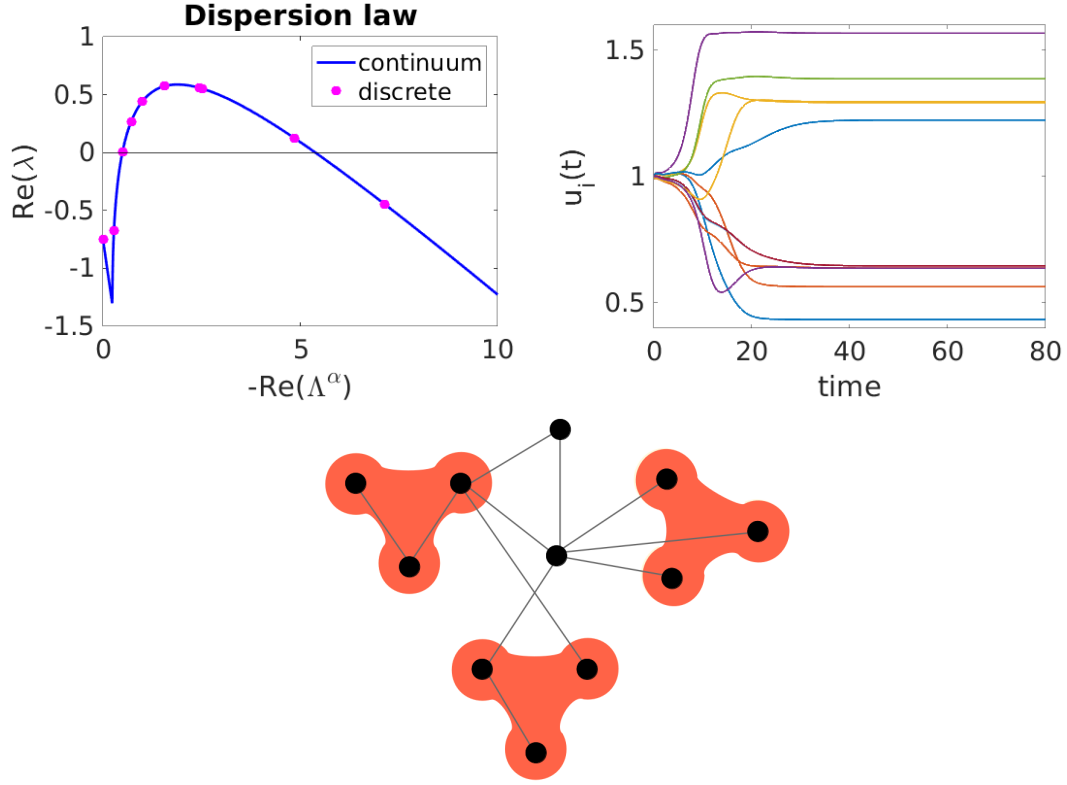 Dispersion law
1
0.5
0
-0.5
-1
-1.5
Re(λ)
continuum
discrete
0 5 10
-Re(Λ^α)
1.5
1
0.5
u_i(t)
0 20 40 60 80
time